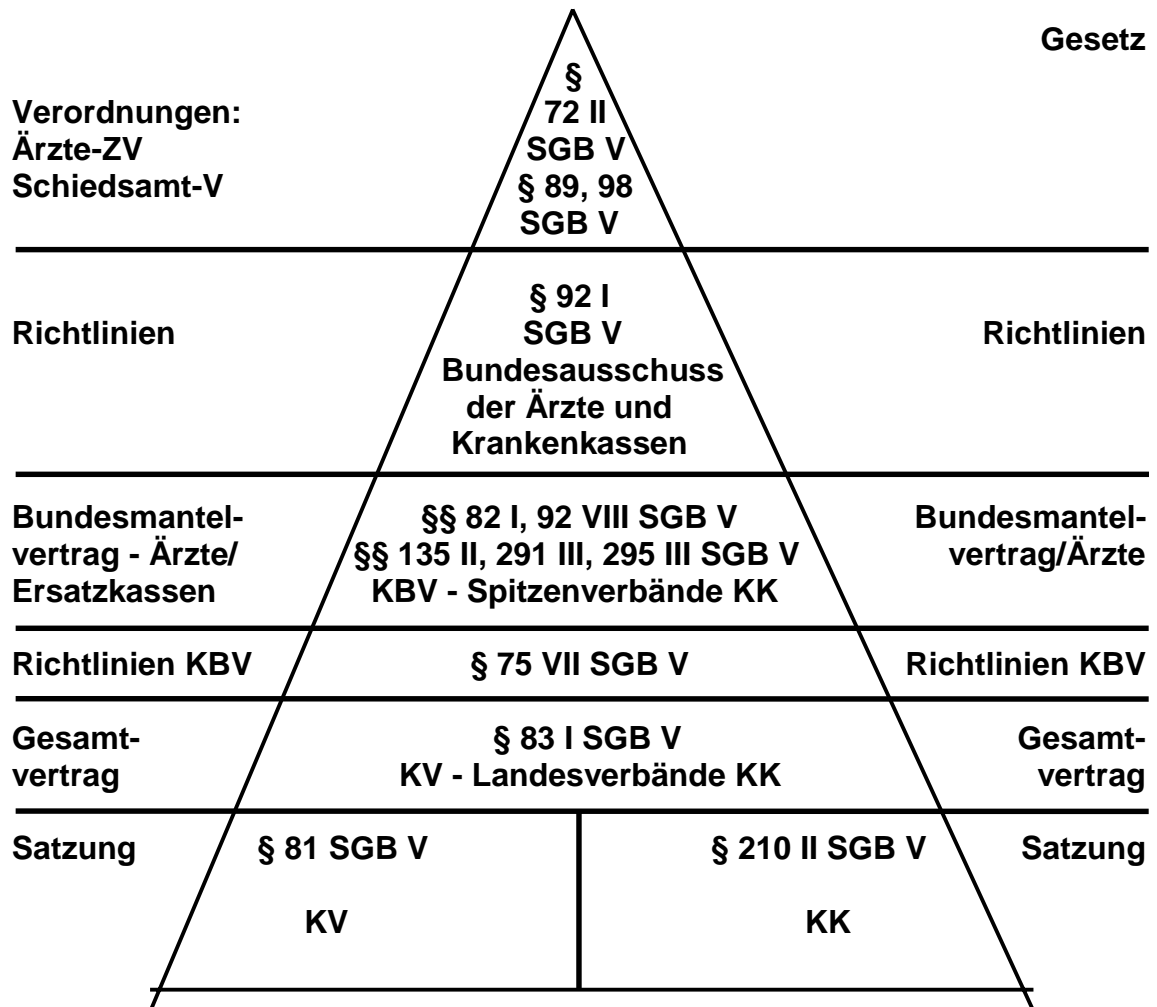 Gesetz
§
72 II
SGB V
§ 89, 98
SGB V
Verordnungen:
Ärzte-ZV
Schiedsamt-V
Richtlinien
§ 92 I
SGB V
Bundesausschuss
der Ärzte und
Krankenkassen
Richtlinien
Bundesmantel-
vertrag - Ärzte/
Ersatzkassen
§§ 82 I, 92 VIII SGB V
§§ 135 II, 291 III, 295 III SGB V
KBV - Spitzenverbände KK
Bundesmantel-
vertrag/Ärzte
Richtlinien KBV
§ 75 VII SGB V
Richtlinien KBV
Gesamt-
vertrag
§ 83 I SGB V
KV - Landesverbände KK
Gesamt-
vertrag
Satzung
§ 81 SGB V
KV
§ 210 II SGB V
KK
Satzung